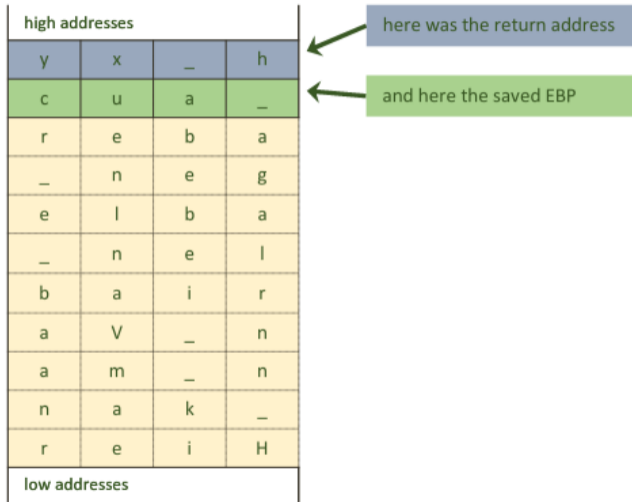 high addresses
y x _ h
here was the return address
c u a _
and here the saved EBP
r e b a
_ n e g
e l b a
_ n e l
b a i r
a V _ n
a m _ n
n a k _
r e i H
low addresses